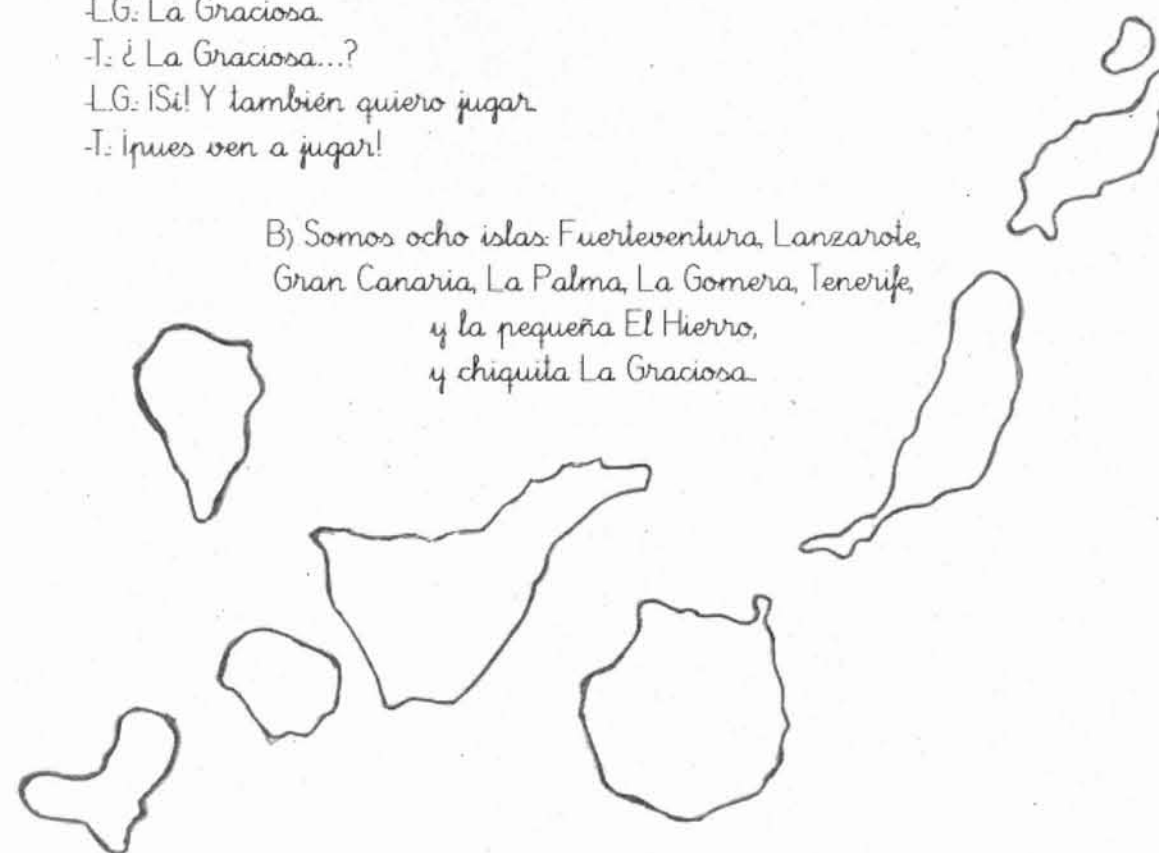 -L.G.: La Graciosa.
-T.: ¿ La Graciosa...?
-L.G.: ¡Sí! Y también quiero jugar.
-T.: ¡pues ven a jugar!
B) Somos ocho islas: Fuerteventura, Lanzarote,
Gran Canaria, La Palma, La Gomera, Tenerife,
y la pequeña El Hierro,
y chiquita La Graciosa.